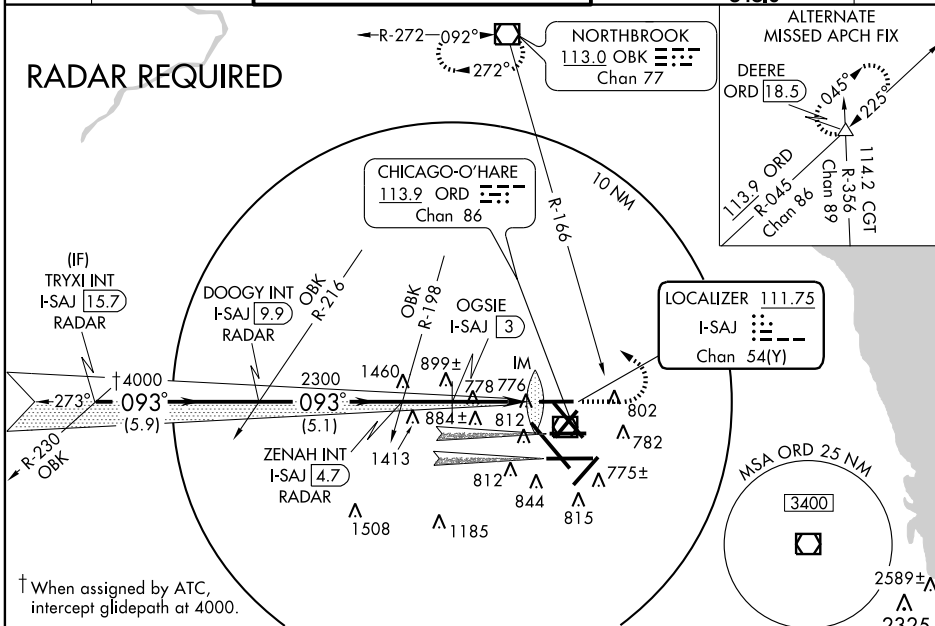 RADAR REQUIRED
R-272
092°
272°
NORTHBROOK
113.0 OBK
Chan 77
ALTERNATE
MISSED APCH FIX
DEERE
ORD 18.5
045°
225°
113.9 ORD
R-045
Chan 86
114.2 CGT
R-356
Chan 89
CHICAGO-O'HARE
113.9 ORD
Chan 86
10 NM
R-166
(IF)
TRYXI INT
I-SAJ 15.7
RADAR
DOOGY INT
I-SAJ 9.9
RADAR
OBK
R-216
OBK
R-198
OGSIE
I-SAJ 3
LOCALIZER 111.75
I-SAJ
Chan 54(Y)
IM
†4000
2300
1460
899±
778
776
273°
093°
093°
802
(5.9)
(5.1)
884±
812
782
R-230
OBK
1413
ZENAH INT
I-SAJ 4.7
RADAR
812
844
815
775±
1508
1185
MSA ORD 25 NM
3400
2589±
2325
† When assigned by ATC,
intercept glidepath at 4000.